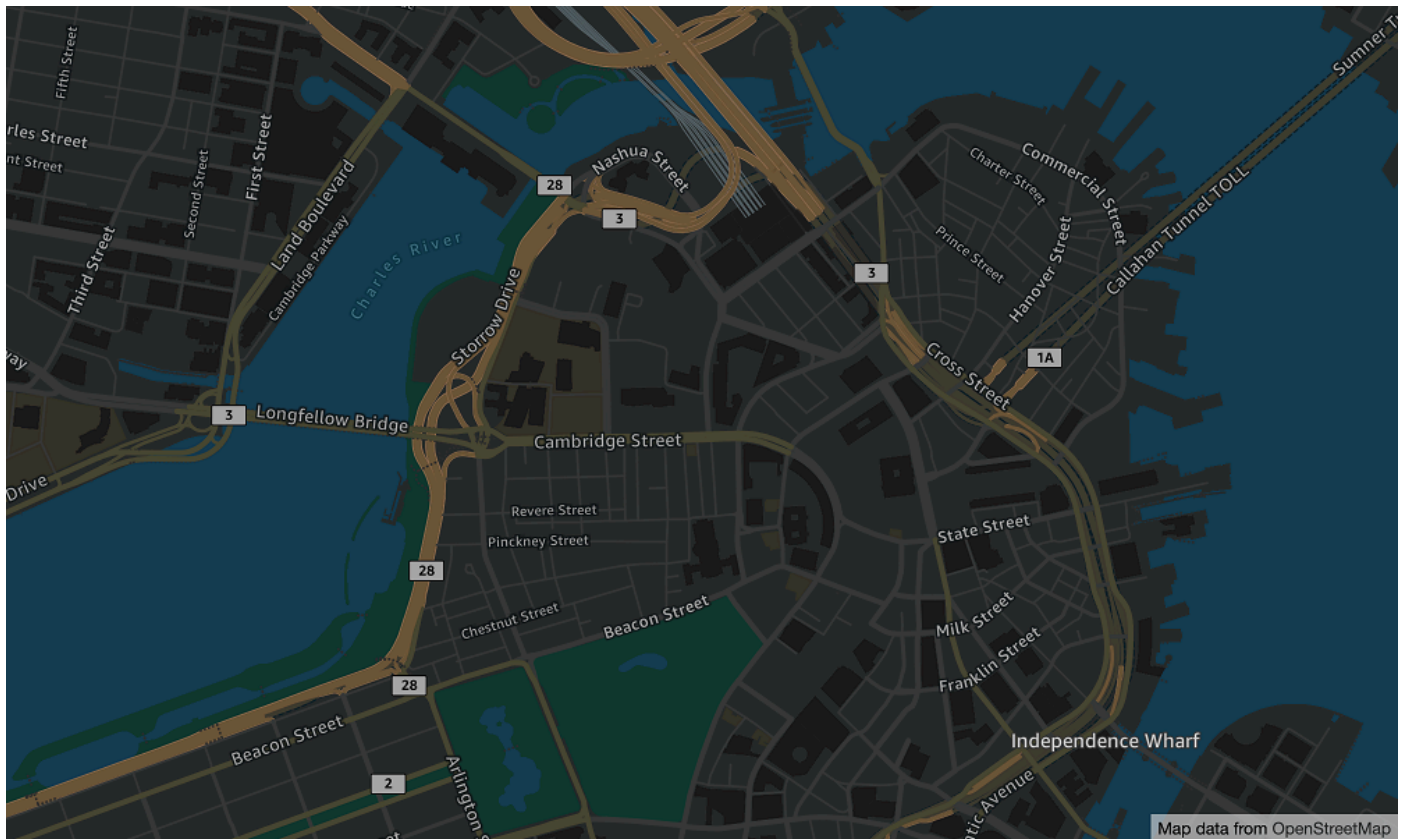 Sumner T
Fifth Street
rles Street
nt Street
First Street
Second Street
Nashua Street
Charter Street
Commercial Street
28
3
Land Boulevard
Cambridge Parkway
Charles River
Prince Street
Hanover Street
Callahan Tunnel TOLL
Third Street
3
Storrow Drive
1A
Cross Street
way
3
Longfellow Bridge
Cambridge Street
Drive
Revere Street
State Street
Pinckney Street
28
Chestnut Street
Beacon Street
Milk Street
Franklin Street
28
Beacon Street
Independence Wharf
2
Arlington S
tic Avenue
Map data from OpenStreetMap